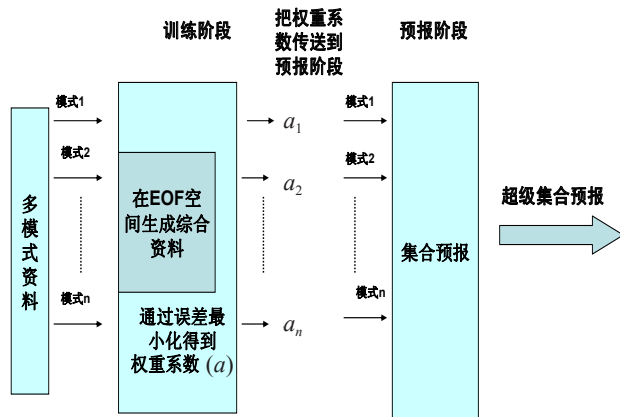 训练阶段
把权重系
数传送到
预报阶段
预报阶段
多
模
式
资
料
模式1
模式2
模式n
在EOF空
间生成综合
资料
通过误差最
小化得到
权重系数 (a)
a₁
a₂
aₙ
模式1
模式2
模式n
集合预报
超级集合预报